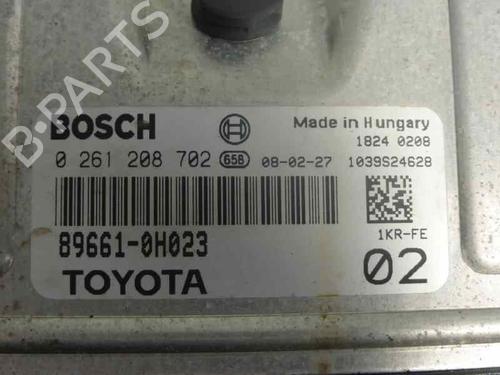 B-PARTS
BOSCH
Made in Hungary
1824 0208
0 261 208 702 65B 08-02-27 1039S24628
89661-0H023
1KR-FE
TOYOTA
02